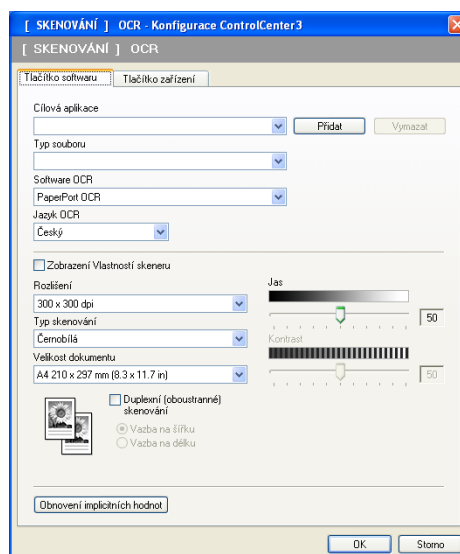 [ SKENOVÁNÍ ] OCR - Konfigurace ControlCenter3
[ SKENOVÁNÍ ] OCR
Tlačítko softwaru
Tlačítko zařízení
Cílová aplikace
Přidat
Vymazat
Typ souboru
Software OCR
PaperPort OCR
Jazyk OCR
Český
Zobrazení Vlastností skeneru
Rozlišení
300 x 300 dpi
Typ skenování
Černobílá
Velikost dokumentu
A4 210 x 297 mm (8.3 x 11.7 in)
Jas
50
Kontrast
50
Duplexní (oboustranné)
skenování
Vazba na šířku
Vazba na délku
Obnovení implicitních hodnot
OK
Storno